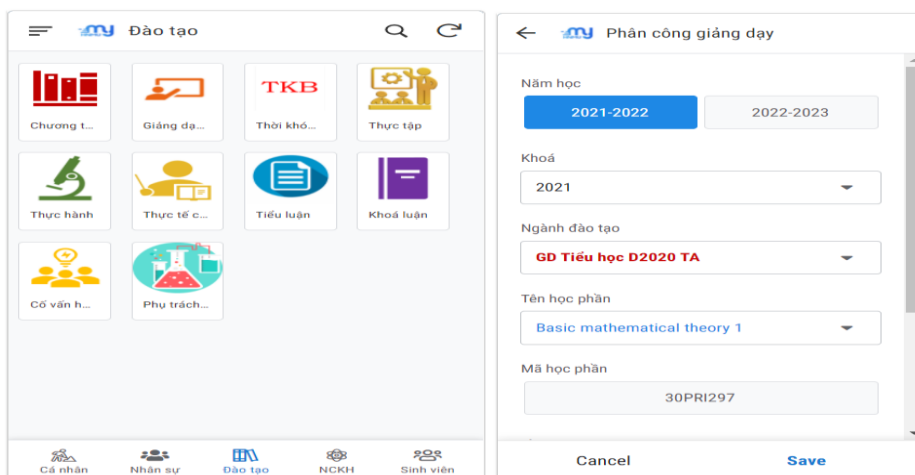 my Đào tạo
Chương t...
Giảng dạ...
TKB
Thời khó...
Thực tập
Thực hành
Thực tế c...
Tiểu luận
Khoá luận
Cố vấn h...
Phụ trách...
Cá nhân
Nhân sự
Đào tạo
NCKH
Sinh viên
my Phân công giảng dạy
Năm học
2021-2022
2022-2023
Khoá
2021
Ngành đào tạo
GD Tiểu học D2020 TA
Tên học phần
Basic mathematical theory 1
Mã học phần
30PRI297
Cancel
Save